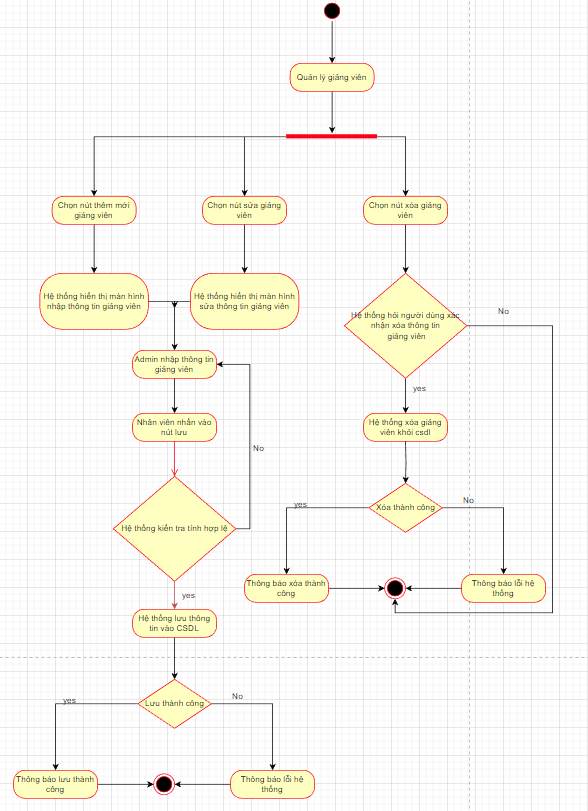 Quản lý giảng viên
Chọn nút thêm mới
giảng viên
Chọn nút sửa giảng
viên
Chọn nút xóa giảng
viên
Hệ thống hiển thị màn hình
nhập thông tin giảng viên
Hệ thống hiển thị màn hình
sửa thông tin giảng viên
Hệ thống hỏi người dùng xác
nhận xóa thông tin
giảng viên
No
Admin nhập thông tin
giảng viên
yes
Nhân viên nhấn vào
nút lưu
Hệ thống xóa giảng
viên khỏi csdl
No
Hệ thống kiến tra tính hợp lệ
yes
Xóa thành công
No
yes
Thông báo xóa thành
công
Thông báo lỗi hệ
thống
Hệ thống lưu thông
tin vào CSDL
yes
Lưu thành công
No
Thông báo lưu thành
công
Thông báo lỗi hệ
thống